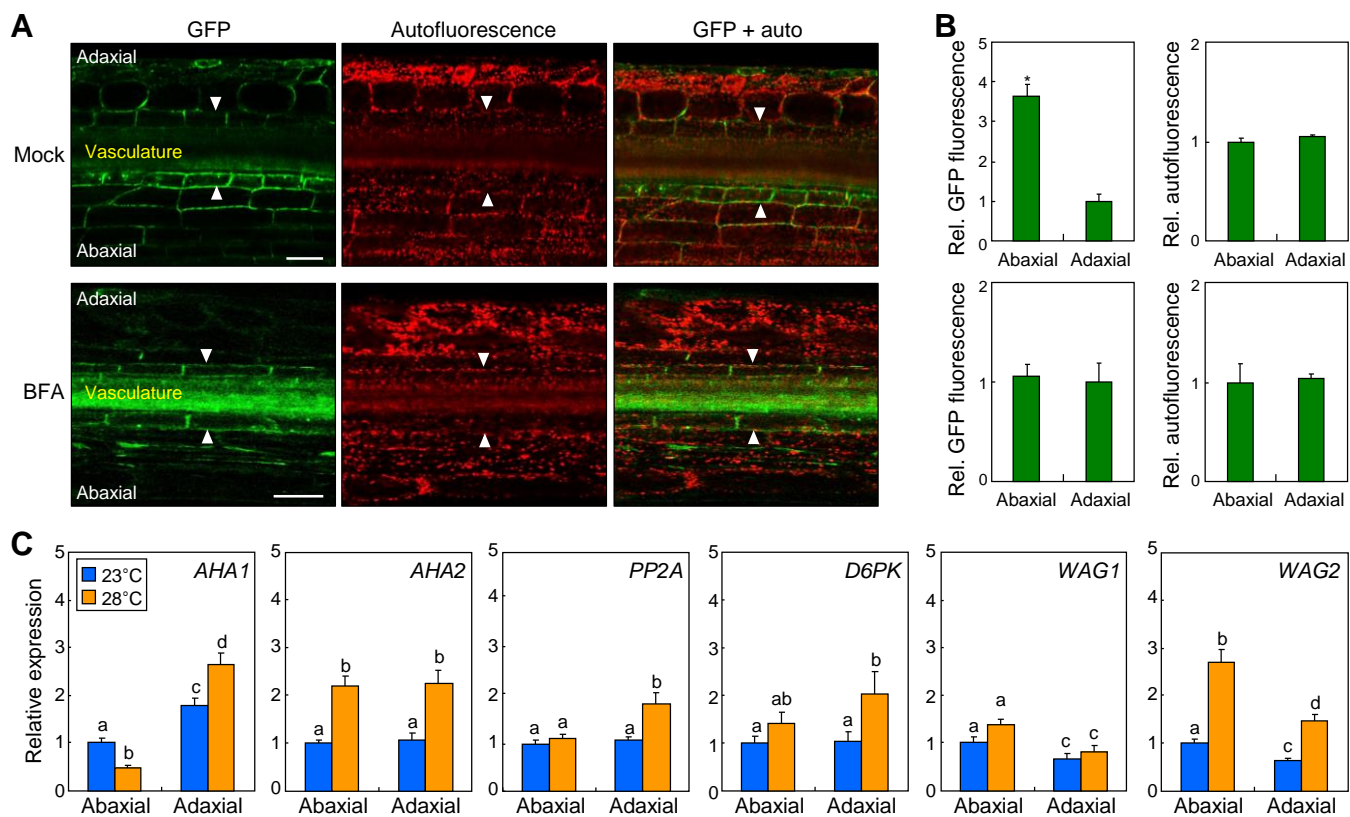 A
GFP
Autofluorescence
GFP + auto
Mock
Adaxial
Vasculature
Abaxial
BFA
Adaxial
Vasculature
Abaxial
B
Rel. GFP fluorescence
5
4
3
2
1
0
*
Abaxial
Adaxial
Rel. autofluorescence
2
1
0
Abaxial
Adaxial
Rel. GFP fluorescence
2
1
0
Abaxial
Adaxial
Rel. autofluorescence
2
1
0
Abaxial
Adaxial
C
Relative expression
5
4
3
2
1
0
23°C
28°C
AHA1
a
b
c
d
Abaxial
Adaxial
5
4
3
2
1
0
AHA2
a
b
a
b
Abaxial
Adaxial
5
4
3
2
1
0
PP2A
a
a
a
b
Abaxial
Adaxial
5
4
3
2
1
0
D6PK
a
ab
a
b
Abaxial
Adaxial
5
4
3
2
1
0
WAG1
a
a
c
c
Abaxial
Adaxial
5
4
3
2
1
0
WAG2
a
b
c
d
Abaxial
Adaxial